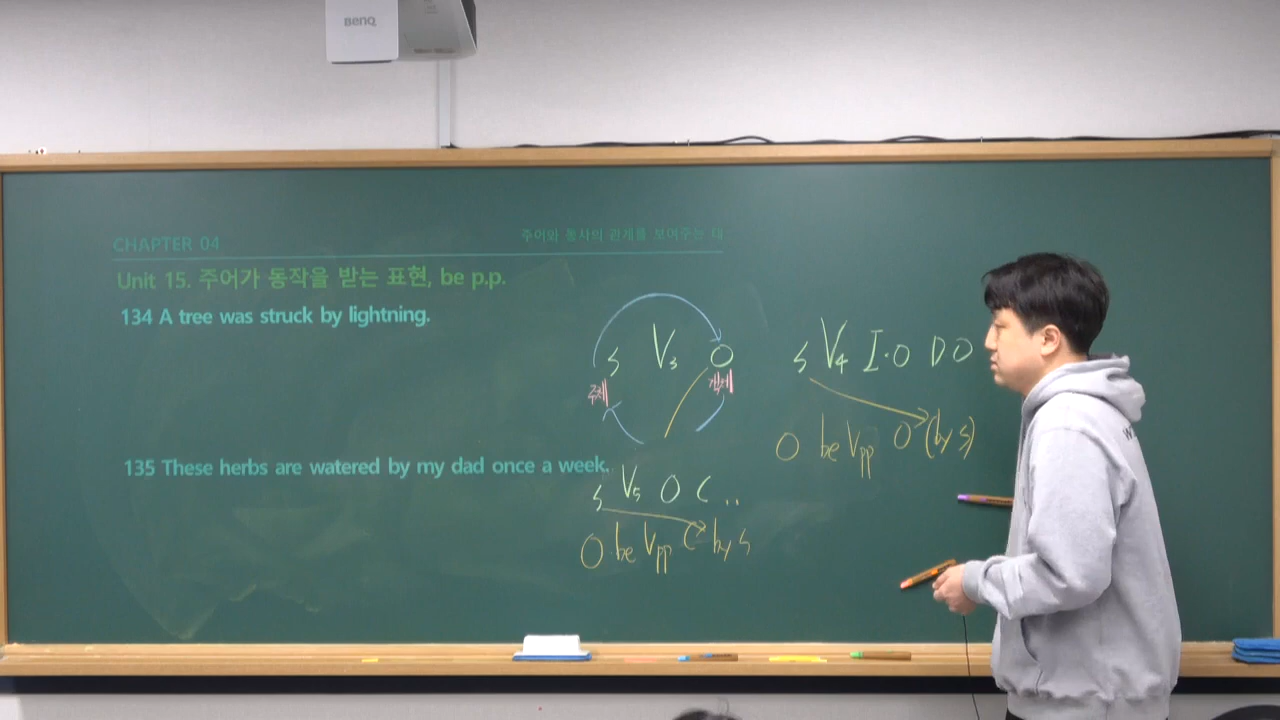 BenQ
CHAPTER 04
주어와 동사의 관계를 보여주는 태
Unit 15. 주어가 동작을 받는 표현, be p.p.
134 A tree was struck by lightning.
S V3 O
주체 객체
S V4 I·O DO
O be Vpp O (by S)
135 These herbs are watered by my dad once a week.
S V5 O C ..
O be Vpp C by S